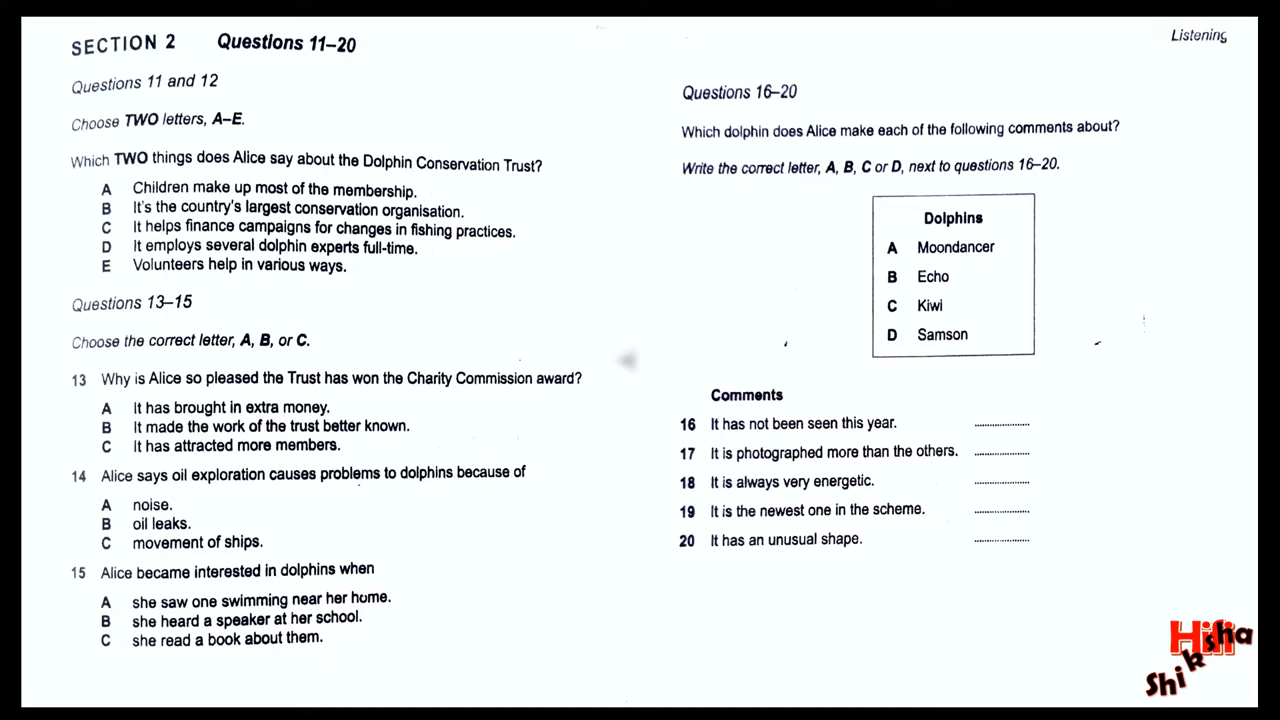 SECTION 2 Questions 11–20
Questions 11 and 12
Choose TWO letters, A–E.
Which TWO things does Alice say about the Dolphin Conservation Trust?
A Children make up most of the membership.
B It's the country's largest conservation organisation.
C It helps finance campaigns for changes in fishing practices.
D It employs several dolphin experts full-time.
E Volunteers help in various ways.
Questions 13–15
Choose the correct letter, A, B, or C.
13 Why is Alice so pleased the Trust has won the Charity Commission award?
A It has brought in extra money.
B It made the work of the trust better known.
C It has attracted more members.
14 Alice says oil exploration causes problems to dolphins because of
A noise.
B oil leaks.
C movement of ships.
15 Alice became interested in dolphins when
A she saw one swimming near her home.
B she heard a speaker at her school.
C she read a book about them.
Listening
Questions 16–20
Which dolphin does Alice make each of the following comments about?
Write the correct letter, A, B, C or D, next to questions 16–20.
Dolphins
A Moondancer
B Echo
C Kiwi
D Samson
Comments
16 It has not been seen this year. ....................
17 It is photographed more than the others. ....................
18 It is always very energetic. ....................
19 It is the newest one in the scheme. ....................
20 It has an unusual shape. ....................
Hifi
Shiksha